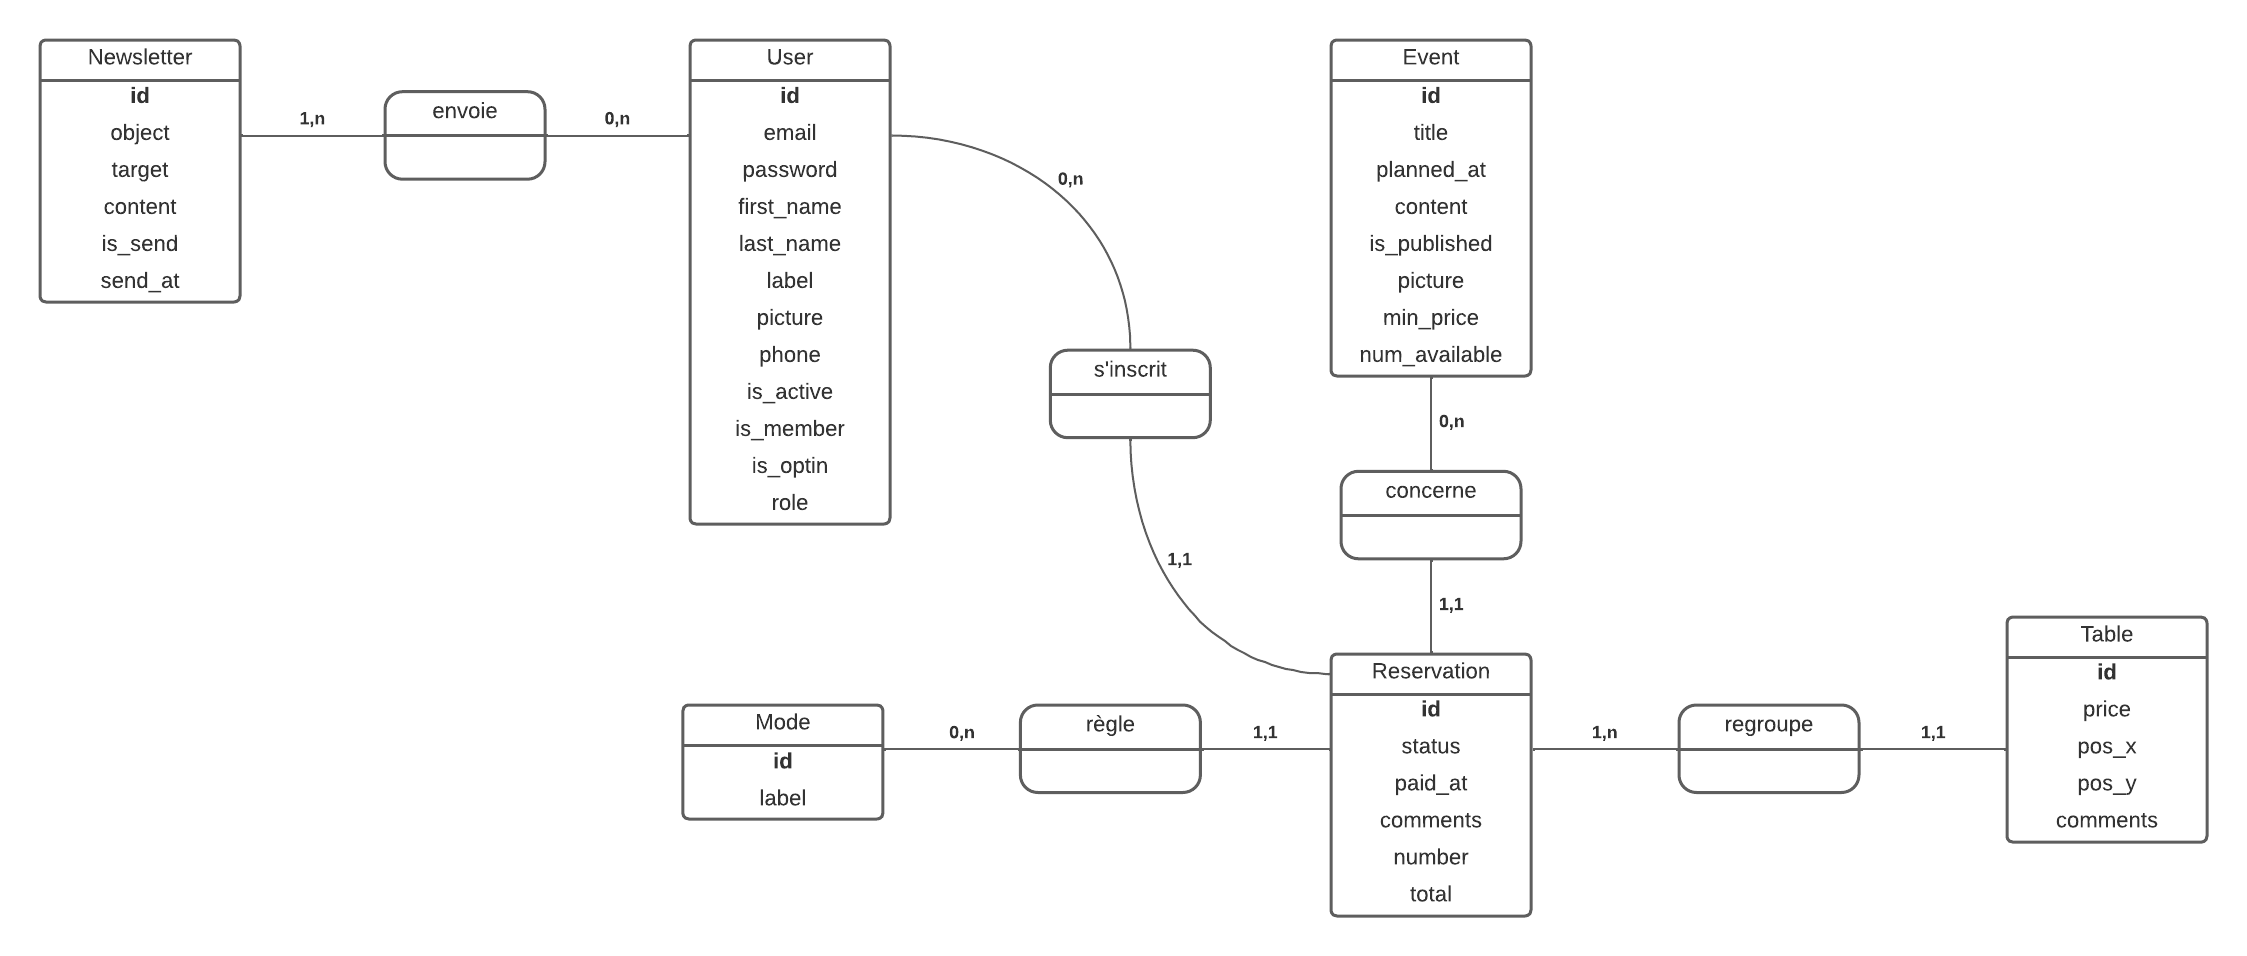 Newsletter
id
object
target
content
is_send
send_at
1,n
envoie
0,n
User
id
email
password
first_name
last_name
label
picture
phone
is_active
is_member
is_optin
role
0,n
s'inscrit
1,1
Event
id
title
planned_at
content
is_published
picture
min_price
num_available
0,n
concerne
1,1
Mode
id
label
0,n
règle
1,1
Reservation
id
status
paid_at
comments
number
total
1,n
regroupe
1,1
Table
id
price
pos_x
pos_y
comments